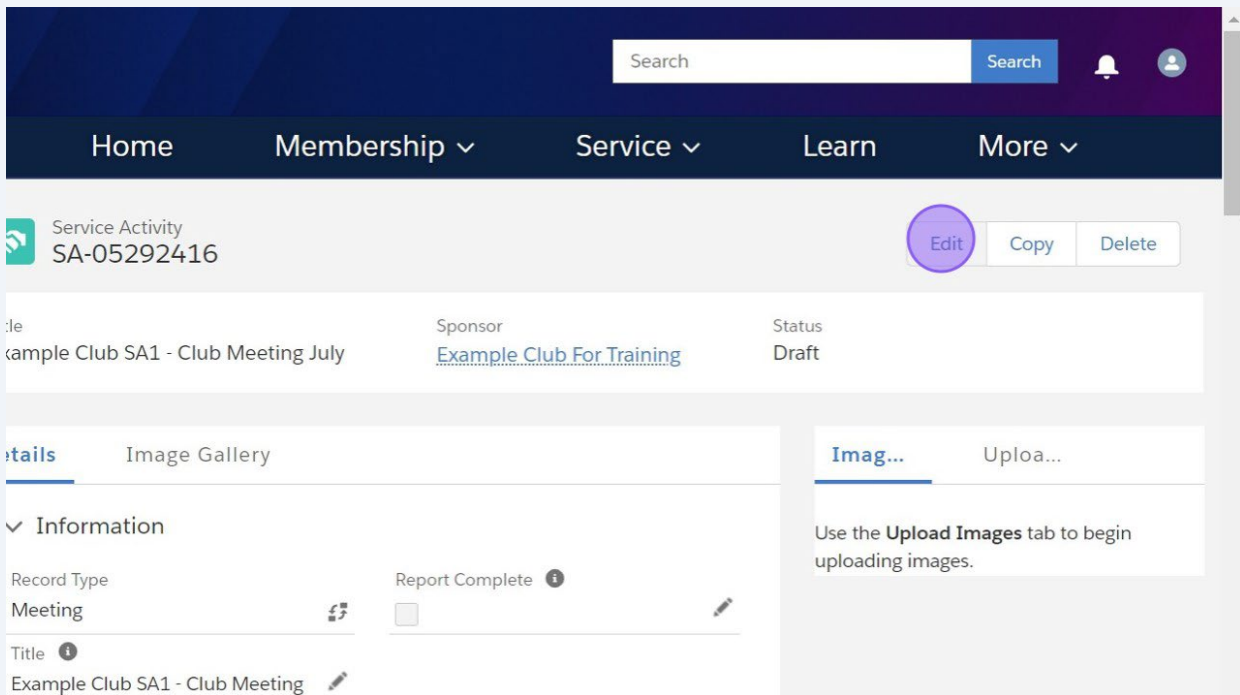 Search Search
Home Membership Service Learn More
Service Activity
SA-05292416
Edit Copy Delete
tle Sponsor Status
xample Club SA1 - Club Meeting July Example Club For Training Draft
etails Image Gallery Imag... Uploa...
Information
Use the Upload Images tab to begin
uploading images.
Record Type Report Complete
Meeting
Title
Example Club SA1 - Club Meeting